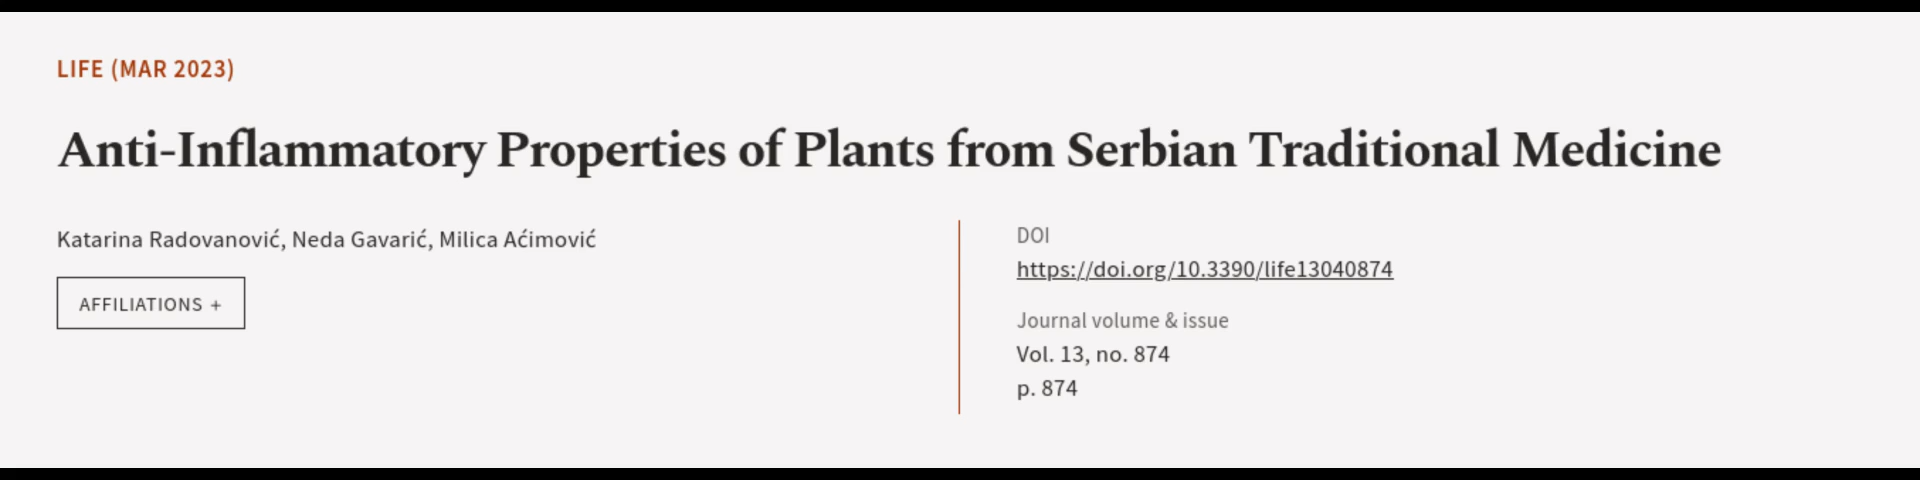 LIFE (MAR 2023)
Anti-Inflammatory Properties of Plants from Serbian Traditional Medicine
Katarina Radovanović, Neda Gavarić, Milica Aćimović
AFFILIATIONS +
DOI
https://doi.org/10.3390/life13040874
Journal volume & issue
Vol. 13, no. 874
p. 874